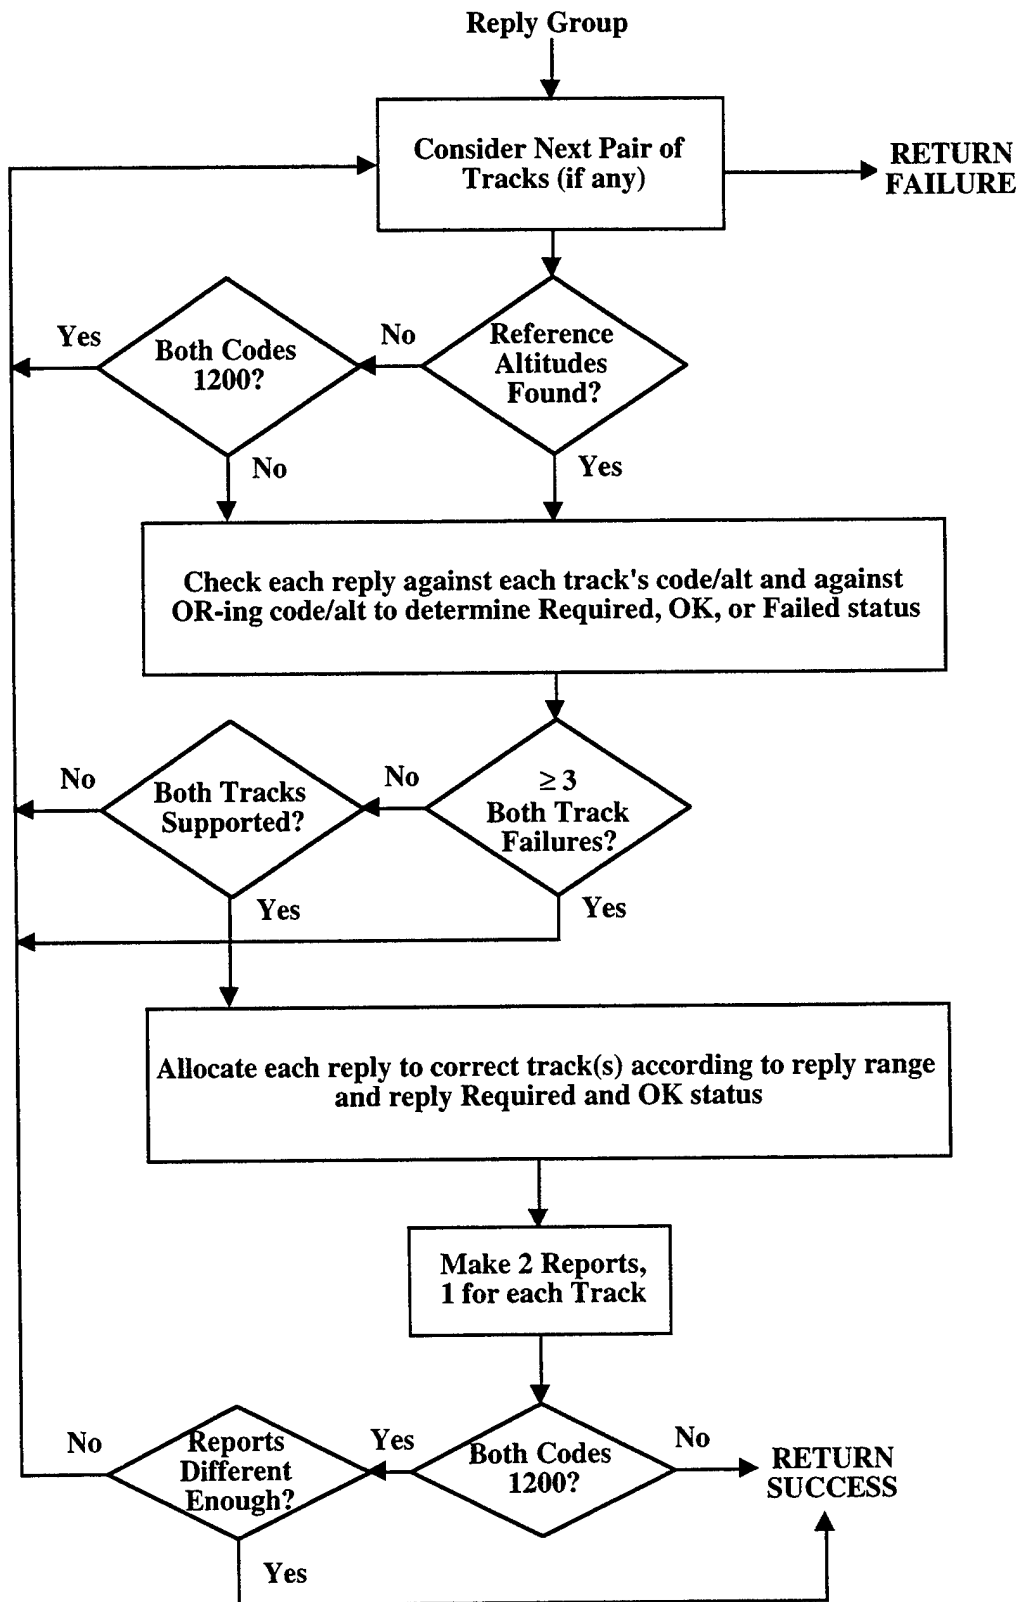 Reply Group
Consider Next Pair of
Tracks (if any)
RETURN
FAILURE
Yes
Both Codes
1200?
No
Reference
Altitudes
Found?
No
Yes
Check each reply against each track's code/alt and against
OR-ing code/alt to determine Required, OK, or Failed status
No
Both Tracks
Supported?
No
≥ 3
Both Track
Failures?
Yes
Yes
Allocate each reply to correct track(s) according to reply range
and reply Required and OK status
Make 2 Reports,
1 for each Track
No
Reports
Different
Enough?
Yes
Both Codes
1200?
No
RETURN
SUCCESS
Yes